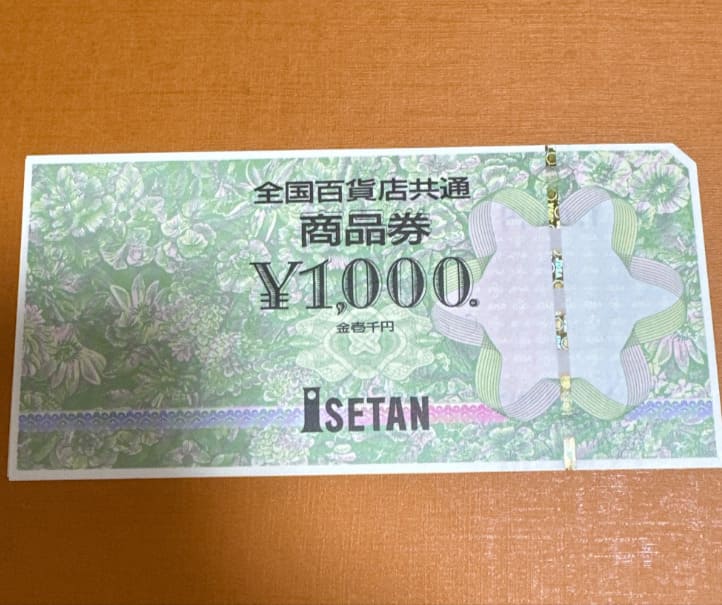 全国百貨店共通
商品券
¥1,000.
金壱千円
ISETAN